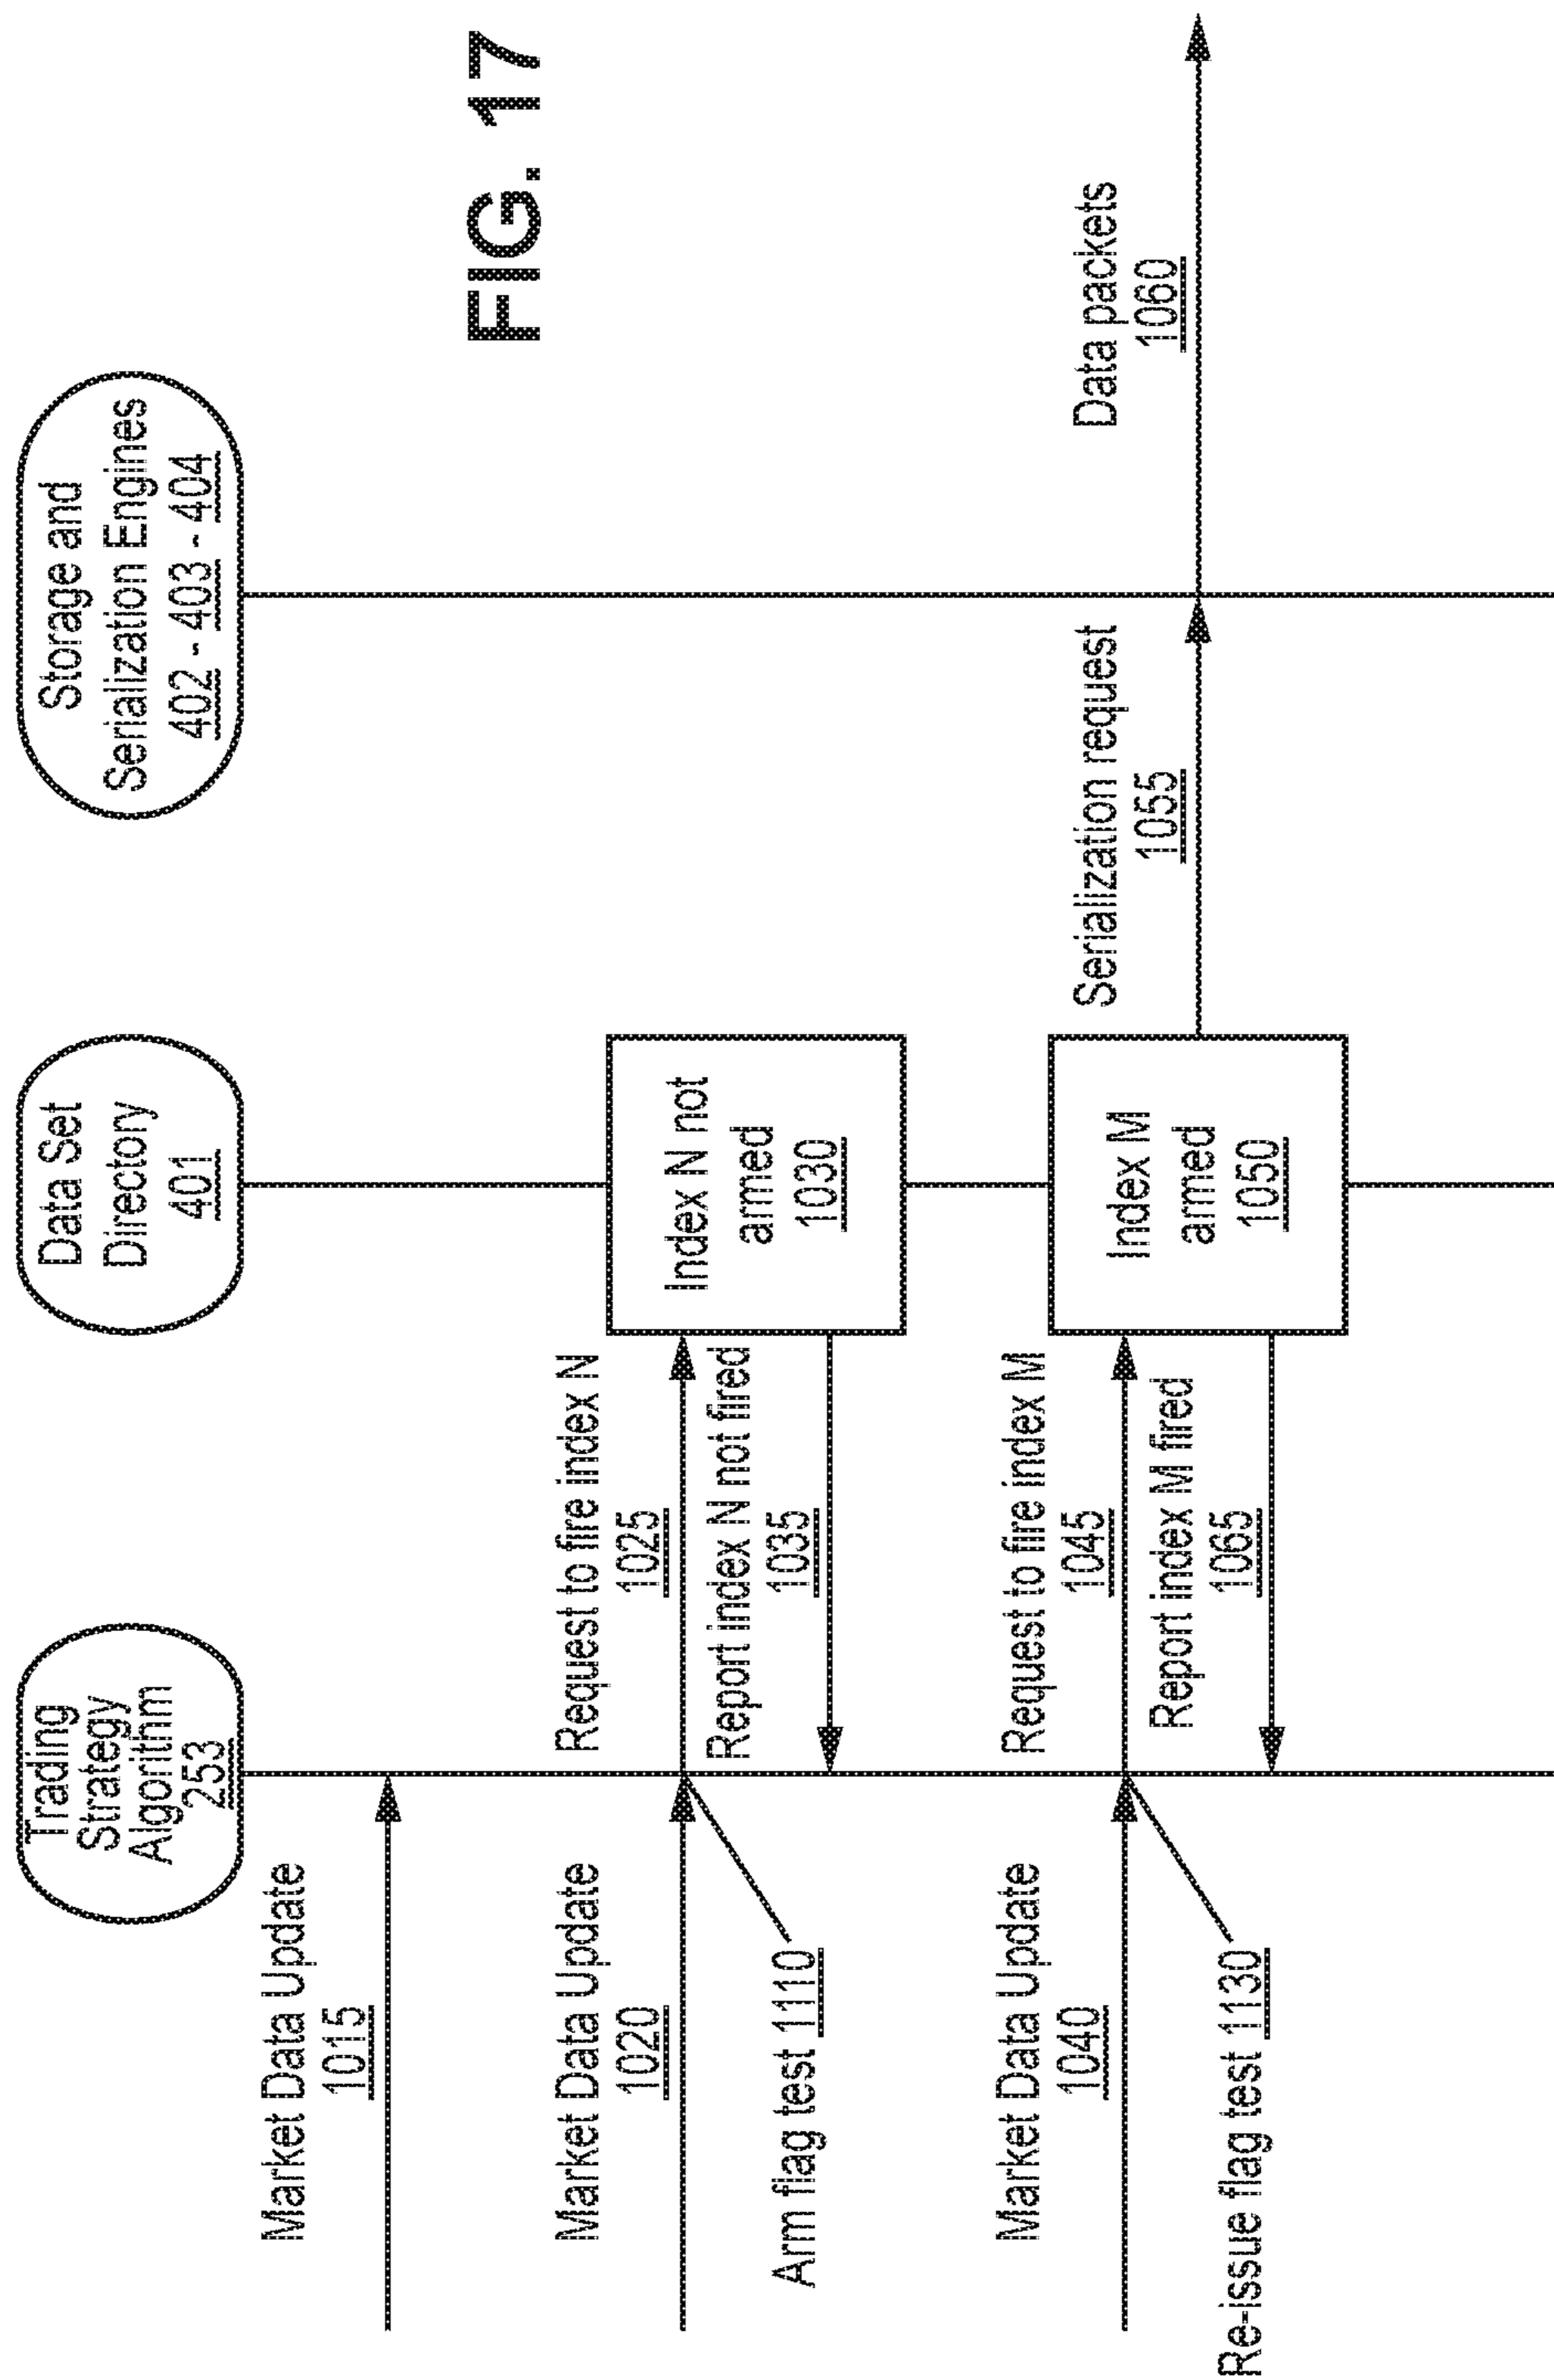 FIG. 17
Trading
Strategy
Algorithm
253
Data Set
Directory
401
Storage and
Serialization Engines
402 - 403 - 404
Market Data Update
1015
Market Data Update
1020
Request to fire index N
1025
Index N not
armed
1030
Report index N not fired
1035
Arm flag test 1110
Market Data Update
1040
Request to fire index M
1045
Index M
armed
1050
Serialization request
1055
Data packets
1060
Report index M fired
1065
Re-issue flag test 1130